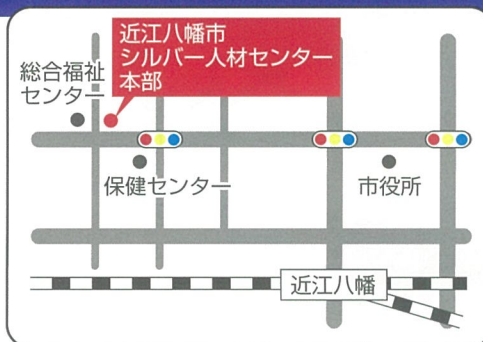 近江八幡市
シルバー人材センター
本部
総合福祉
センター
保健センター
市役所
近江八幡